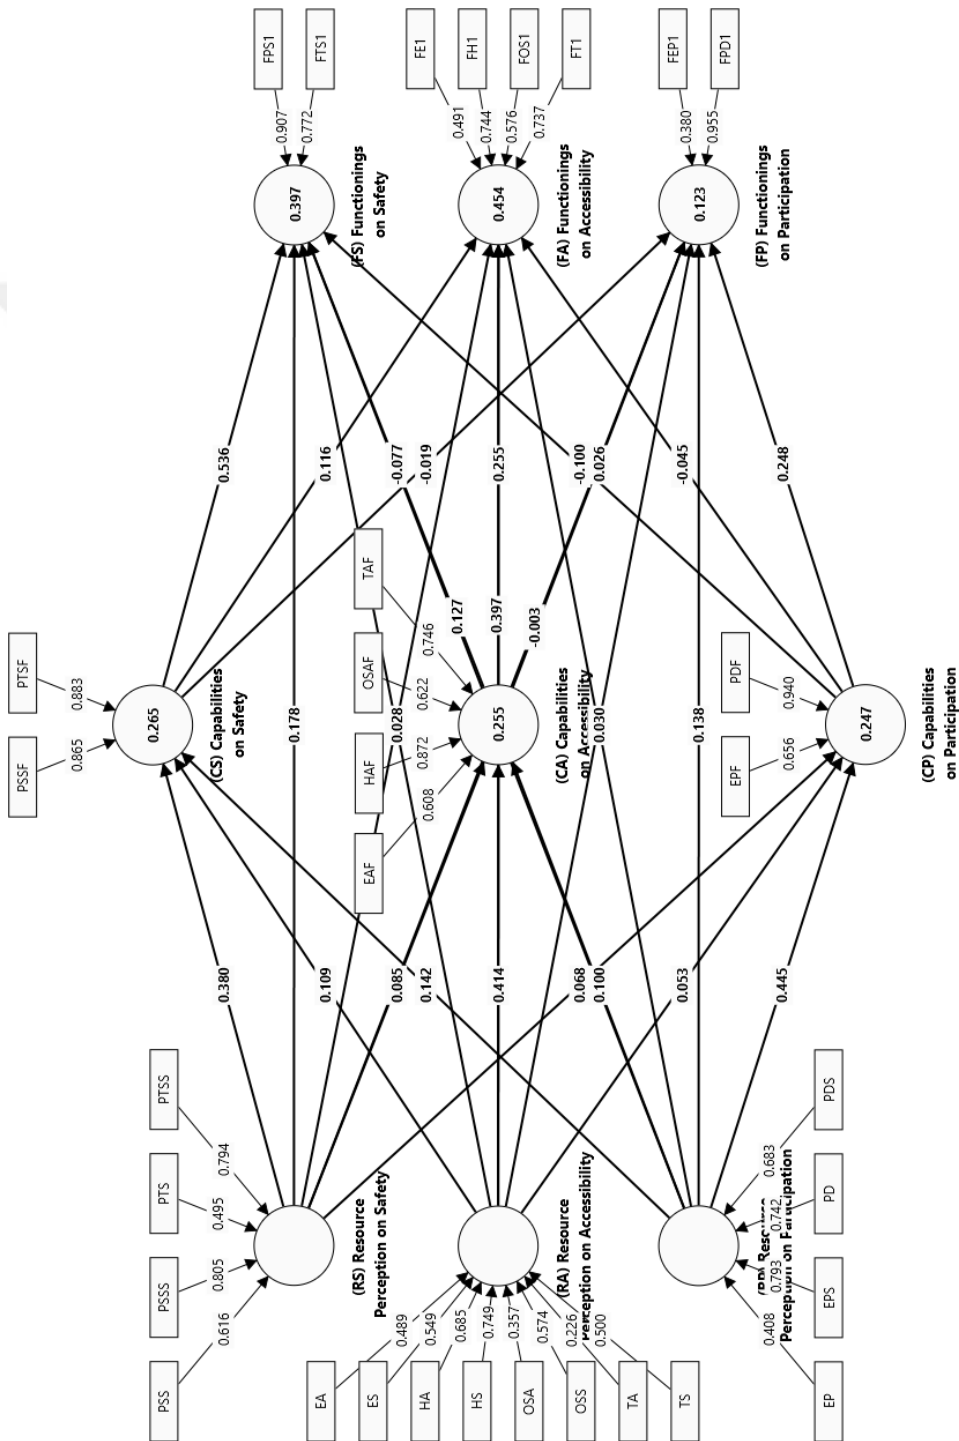 FPS1
FTS1
FE1
FH1
FOS1
FT1
FEP1
FPD1
0.907
0.772
0.491
0.744
0.576
0.737
0.380
0.955
0.397
0.454
0.123
(FS) Functionings
on Safety
(FA) Functionings
on Accessibility
(FP) Functionings
on Participation
0.536
0.116
-0.077
-0.019
0.255
-0.100
0.026
-0.045
0.248
TAF
OSAF
HAF
EAF
0.746
0.622
0.872
0.608
0.127
0.397
-0.003
PTSF
PSSF
0.883
0.865
0.265
(CS) Capabilities
on Safety
0.178
0.028
0.255
(CA) Capabilities
on Accessibility
0.030
0.138
PDF
EPF
0.940
0.656
0.247
(CP) Capabilities
on Participation
0.380
0.109
0.085
0.142
0.414
0.068
0.100
0.053
0.445
PTSS
PTS
PSSS
PSS
0.794
0.495
0.805
0.616
(RS) Resource
Perception on Safety
(RA) Resource
Perception on Accessibility
Perception on Participation
0.489
0.549
0.685
0.749
0.357
0.574
0.226
0.500
EA
ES
HA
HS
OSA
OSS
TA
TS
0.683
0.742
0.793
0.408
PDS
PD
EPS
EP